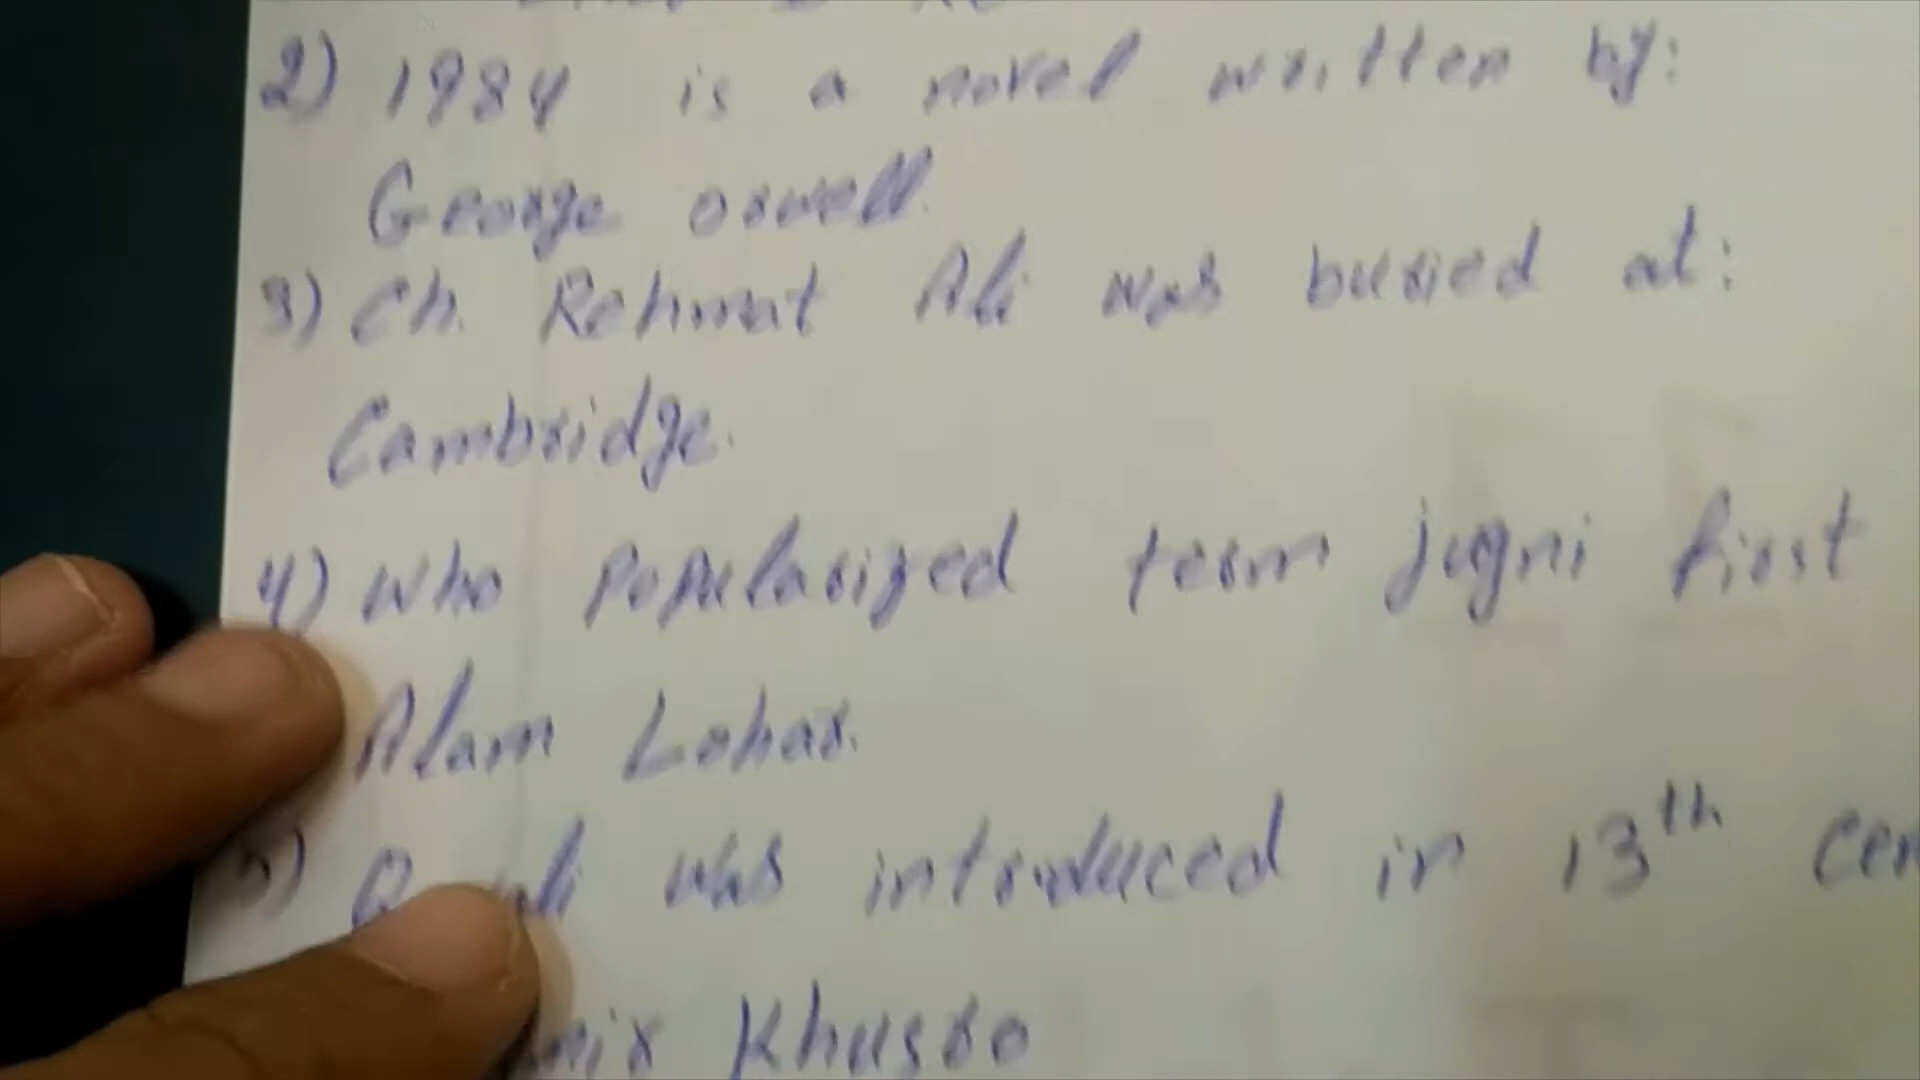 2) 1984 is a novel written by:
George orwell.
3) Ch. Rehmat Ali was buried at:
Cambridge.
4) Who Popularized term jugni first
Alam Lohar.
was introduced in 13th
Khusro